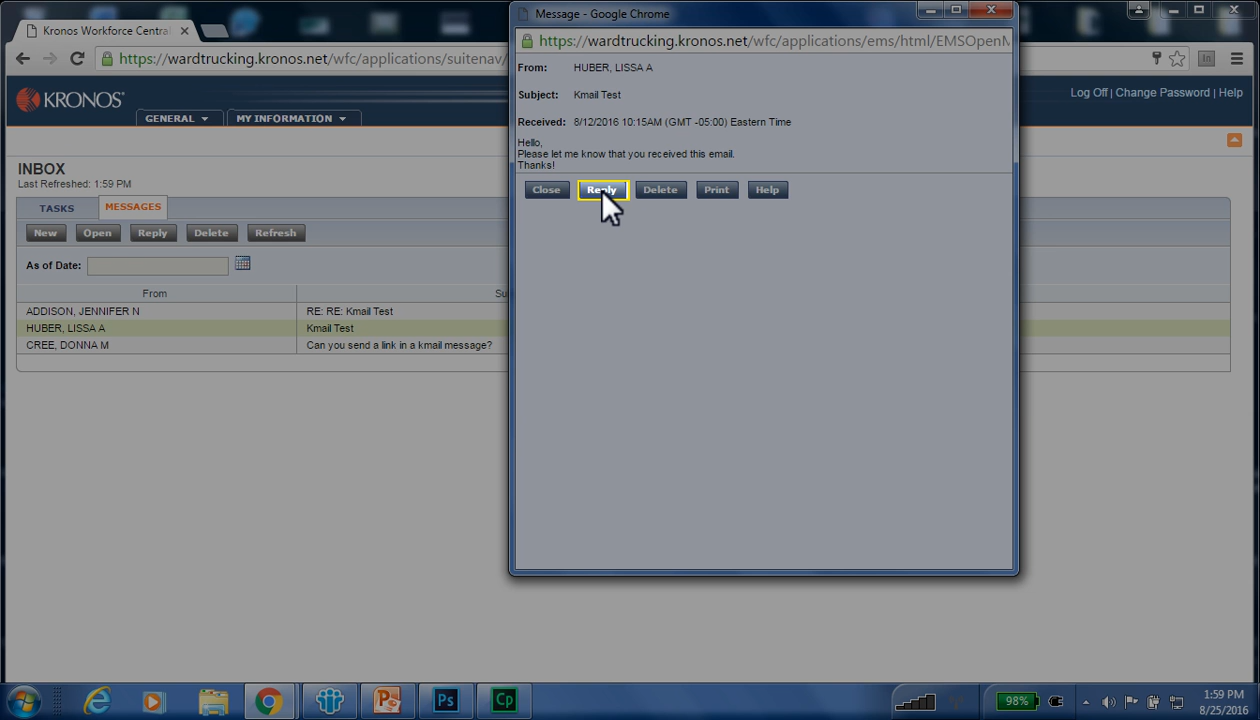 Kronos Workforce Central
https://wardtrucking.kronos.net/wfc/applications/suitenav/
KRONOS
GENERAL
MY INFORMATION
Log Off | Change Password | Help
INBOX
Last Refreshed: 1:59 PM
TASKS
MESSAGES
New
Open
Reply
Delete
Refresh
As of Date:
From
Su
ADDISON, JENNIFER N
RE: RE: Kmail Test
HUBER, LISSA A
Kmail Test
CREE, DONNA M
Can you send a link in a kmail message?
Message - Google Chrome
https://wardtrucking.kronos.net/wfc/applications/ems/html/EMSOpenM
From: HUBER, LISSA A
Subject: Kmail Test
Received: 8/12/2016 10:15AM (GMT -05:00) Eastern Time
Hello,
Please let me know that you received this email.
Thanks!
Close
Reply
Delete
Print
Help
Ps
Cp
98%
1:59 PM
8/25/2016